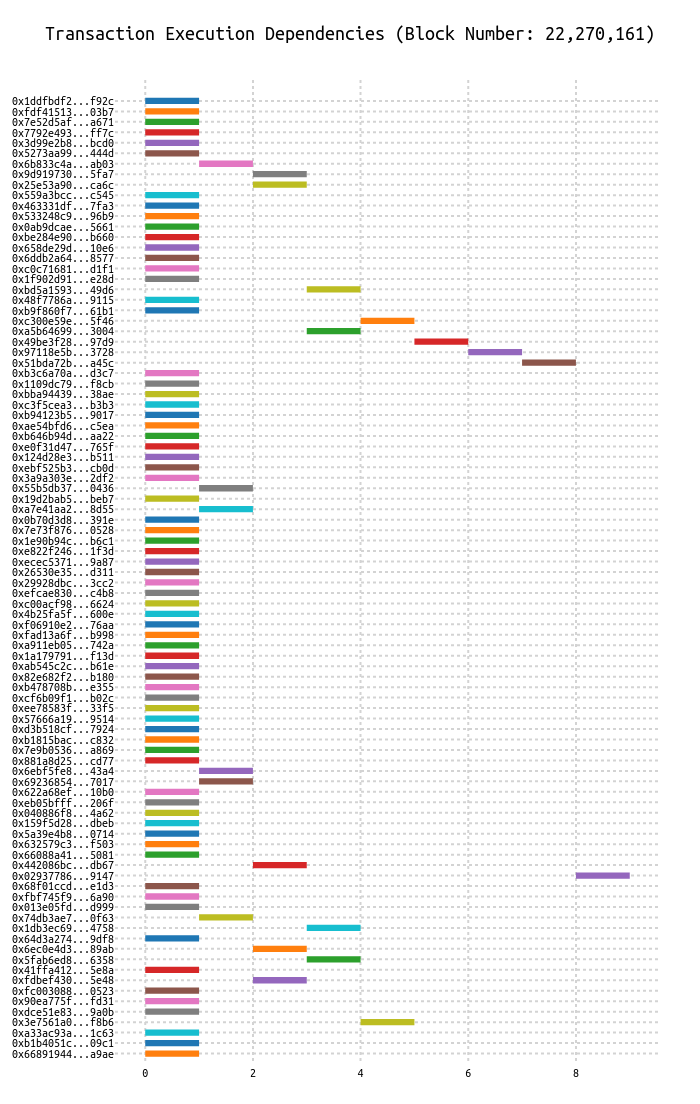 Transaction Execution Dependencies (Block Number: 22,270,161)
0x1ddfbdf2...f92c
0xfdf41513...03b7
0x7e52d5af...a671
0x7792e493...ff7c
0x3d99e2b8...bcd0
0x5273aa99...444d
0x6b833c4a...ab03
0x9d919730...5fa7
0x25e53a90...ca6c
0x559a3bcc...c545
0x463331df...7fa3
0x533248c9...96b9
0x0ab9dcae...5661
0xbe284e90...b660
0x658de29d...10e6
0x6ddb2a64...8577
0xc0c71681...d1f1
0x1f902d91...e28d
0xbd5a1593...49d6
0x48f7786a...9115
0xb9f860f7...61b1
0xc300e59e...5f46
0xa5b64699...3004
0x49be3f28...97d9
0x97118e5b...3728
0x51bda72b...a45c
0xb3c6a70a...d3c7
0x1109dc79...f8cb
0xbba94439...38ae
0xc3f5cea3...b3b3
0xb94123b5...9017
0xae54bfd6...c5ea
0xb646b94d...aa22
0xe0f31d47...765f
0x124d28e3...b511
0xebf525b3...cb0d
0x3a9a303e...2df2
0x55b5db37...0436
0x19d2bab5...beb7
0xa7e41aa2...8d55
0x0b70d3d8...391e
0x7e73f876...0528
0x1e90b94c...b6c1
0xe822f246...1f3d
0xecec5371...9a87
0x26530e35...d311
0x29928dbc...3cc2
0xefcae830...c4b8
0xc00acf98...6624
0x4b25fa5f...600e
0xf06910e2...76aa
0xfad13a6f...b998
0xa911eb05...742a
0x1a179791...f13d
0xab545c2c...b61e
0x82e682f2...b180
0xb478708b...e355
0xcf6b09f1...b02c
0xee78583f...33f5
0x57666a19...9514
0xd3b518cf...7924
0xb1815bac...c832
0x7e9b0536...a869
0x881a8d25...cd77
0x6ebf5fe8...43a4
0x69236854...7017
0x622a68ef...10b0
0xeb05bfff...206f
0x040886f8...4a62
0x159f5d28...dbeb
0x5a39e4b8...0714
0x632579c3...f503
0x66088a41...5081
0x442086bc...db67
0x02937786...9147
0x68f01ccd...e1d3
0xfbf745f9...6a90
0x013e05fd...d999
0x74db3ae7...0f63
0x1db3ec69...4758
0x64d3a274...9df8
0x6ec0e4d3...89ab
0x5fab6ed8...6358
0x41ffa412...5e8a
0xfdbef430...5e48
0xfc003088...0523
0x90ea775f...fd31
0xdce51e83...9a0b
0x3e7561a0...f8b6
0xa33ac93a...1c63
0xb1b4051c...09c1
0x66891944...a9ae
0 2 4 6 8